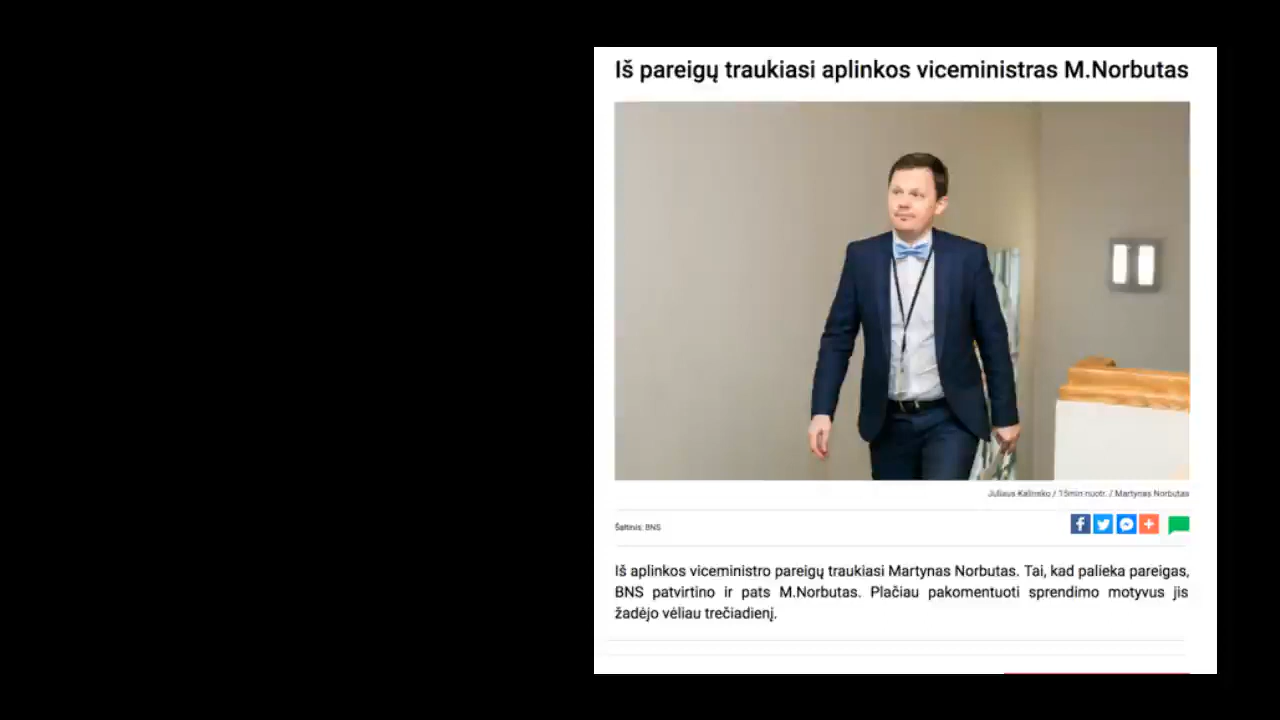 Iš pareigų traukiasi aplinkos viceministras M.Norbutas
Juliaus Kalinsko / 15min nuotr. / Martynas Norbutas
Šaltinis: BNS
Iš aplinkos viceministro pareigų traukiasi Martynas Norbutas. Tai, kad palieka pareigas,
BNS patvirtino ir pats M.Norbutas. Plačiau pakomentuoti sprendimo motyvus jis
žadėjo vėliau trečiadienį.